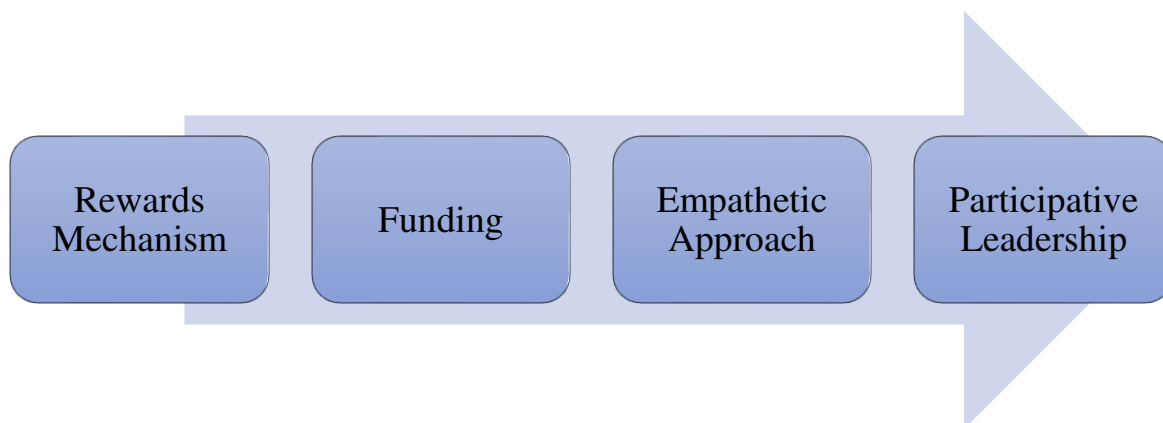 Rewards
Mechanism
Funding
Empathetic
Approach
Participative
Leadership